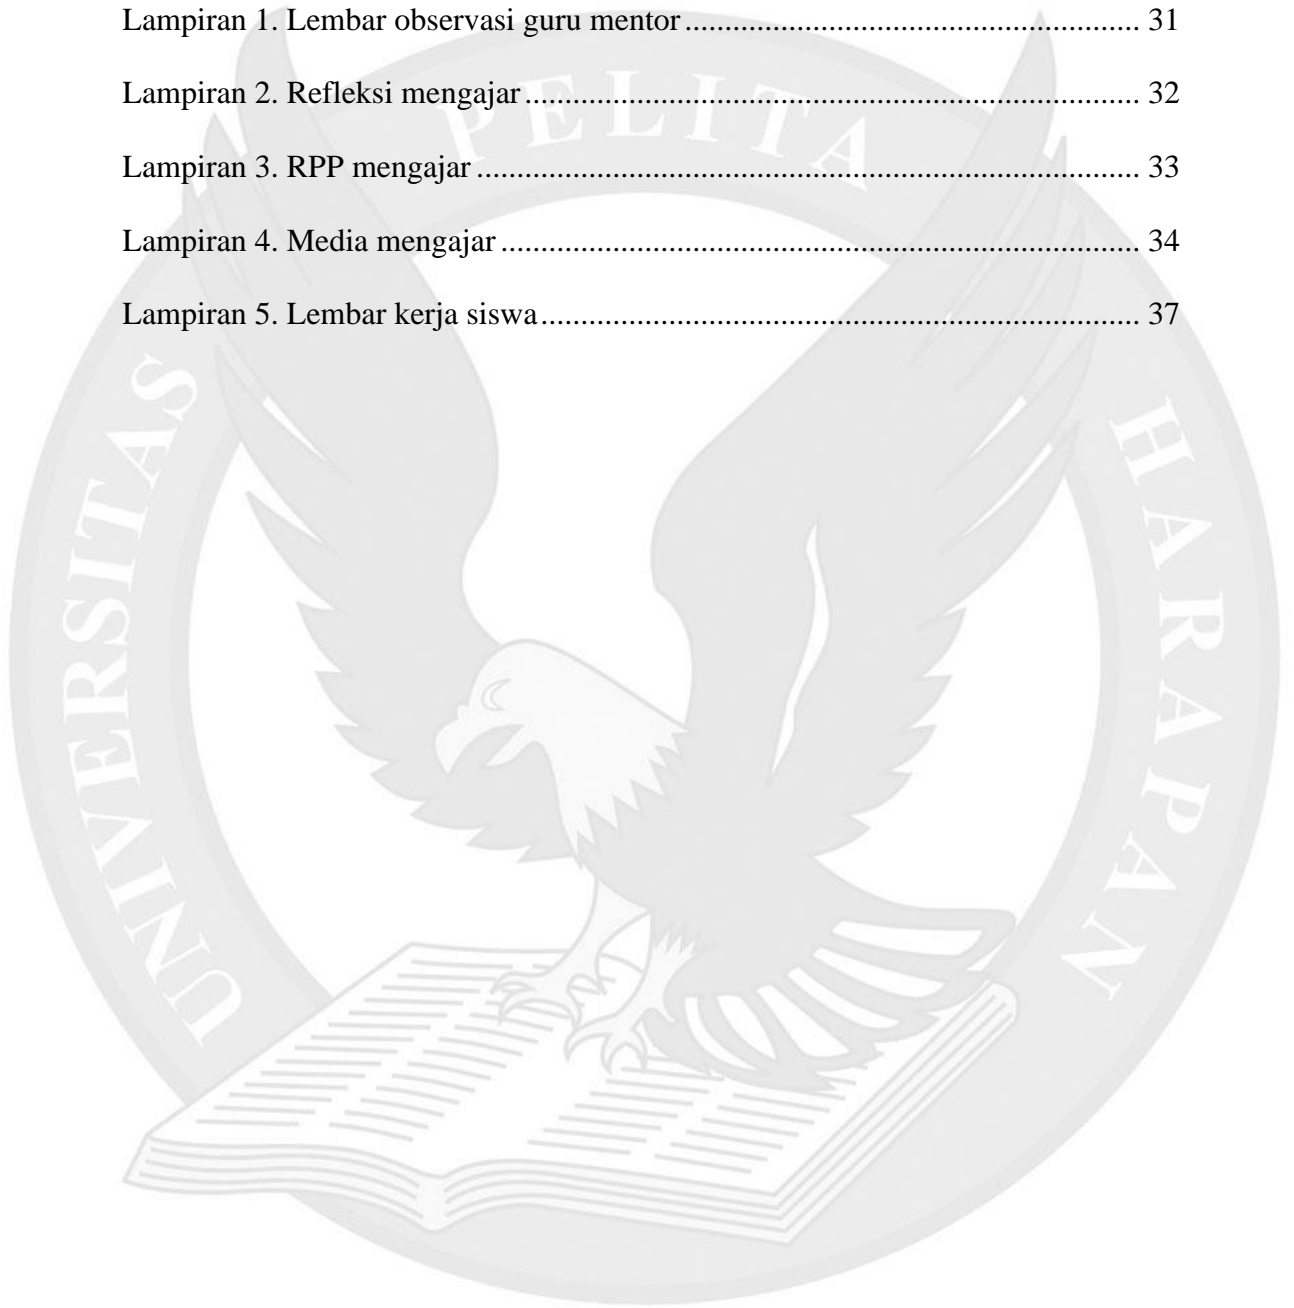 Lampiran 1. Lembar observasi guru mentor ........................................................ 31
Lampiran 2. Refleksi mengajar ............................................................................ 32
Lampiran 3. RPP mengajar .................................................................................. 33
Lampiran 4. Media mengajar ............................................................................... 34
Lampiran 5. Lembar kerja siswa .......................................................................... 37
UNIVERSITAS PELITA HARAPAN